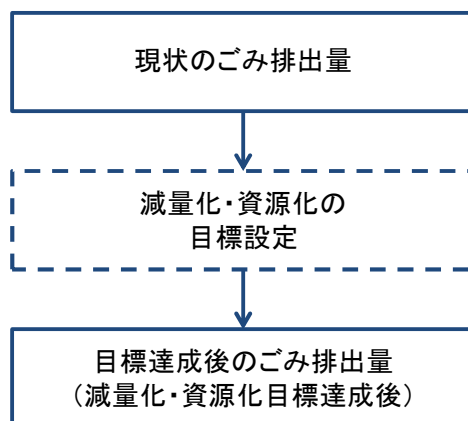 現状のごみ排出量
減量化・資源化の
目標設定
目標達成後のごみ排出量
（減量化・資源化目標達成後）